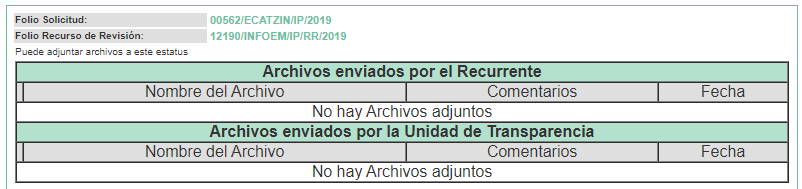 Folio Solicitud: 00562/ECATZIN/IP/2019
Folio Recurso de Revisión: 12190/INFOEM/IP/RR/2019
Puede adjuntar archivos a este estatus
Archivos enviados por el Recurrente
Nombre del Archivo Comentarios Fecha
No hay Archivos adjuntos
Archivos enviados por la Unidad de Transparencia
Nombre del Archivo Comentarios Fecha
No hay Archivos adjuntos